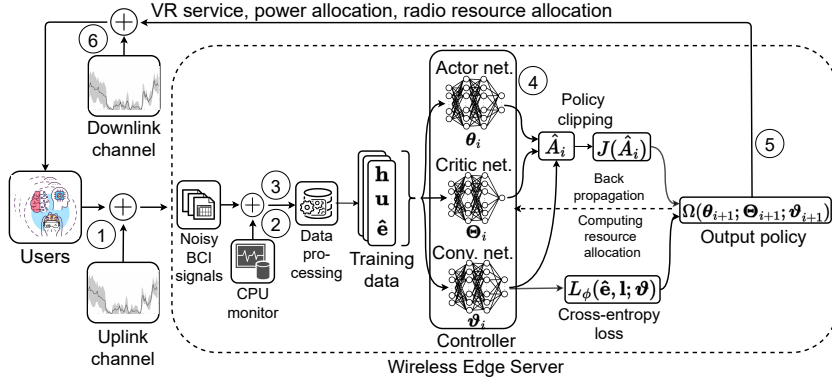 VR service, power allocation, radio resource allocation
6
Downlink
channel
Users
1
Uplink
channel
Noisy
BCI
signals
3
2
CPU
monitor
Data
pro-
cessing
h
u
ê
Training
data
Actor net.
θ_i
Critic net.
Θ_i
Conv. net.
ϑ_i
Controller
4
Policy
clipping
Â_i
J(Â_i)
Back
propagation
Computing
resource
allocation
L_ϕ(ê, l; ϑ)
Cross-entropy
loss
5
Ω(θ_{i+1}; Θ_{i+1}; ϑ_{i+1})
Output policy
Wireless Edge Server